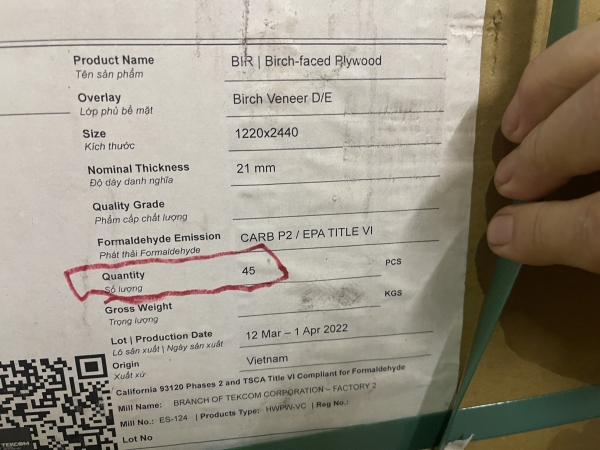 Product Name BIR | Birch-faced Plywood
Tên sản phẩm
Overlay Birch Veneer D/E
Lớp phủ bề mặt
Size 1220x2440
Kích thước
Nominal Thickness 21 mm
Độ dày danh nghĩa
Quality Grade
Phẩm cấp chất lượng
Formaldehyde Emission CARB P2 / EPA TITLE VI
Phát thải Formaldehyde
Quantity 45 PCS
Số lượng
Gross Weight KGS
Trọng lượng
Lot | Production Date 12 Mar – 1 Apr 2022
Lô sản xuất | Ngày sản xuất
Origin Vietnam
Xuất xứ
California 93120 Phases 2 and TSCA Title VI Compliant for Formaldehyde
Mill Name: BRANCH OF TEKCOM CORPORATION – FACTORY 2
Mill No.: ES-124 | Products Type: HWPW-VC | Reg No.:
Lot No
TEKCOM